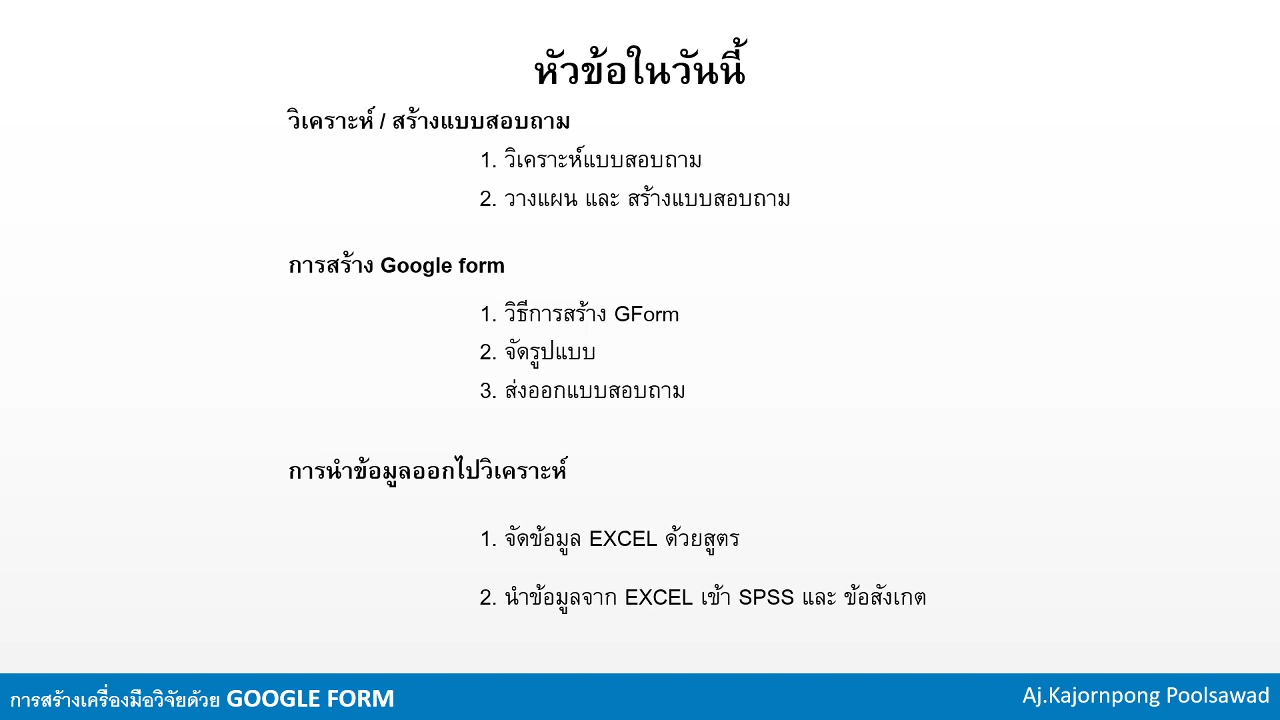 หัวข้อในวันนี้
วิเคราะห์ / สร้างแบบสอบถาม
1. วิเคราะห์แบบสอบถาม
2. วางแผน และ สร้างแบบสอบถาม
การสร้าง Google form
1. วิธีการสร้าง GForm
2. จัดรูปแบบ
3. ส่งออกแบบสอบถาม
การนำข้อมูลออกไปวิเคราะห์
1. จัดข้อมูล EXCEL ด้วยสูตร
2. นำข้อมูลจาก EXCEL เข้า SPSS และ ข้อสังเกต
การสร้างเครื่องมือวิจัยด้วย GOOGLE FORM
Aj.Kajornpong Poolsawad